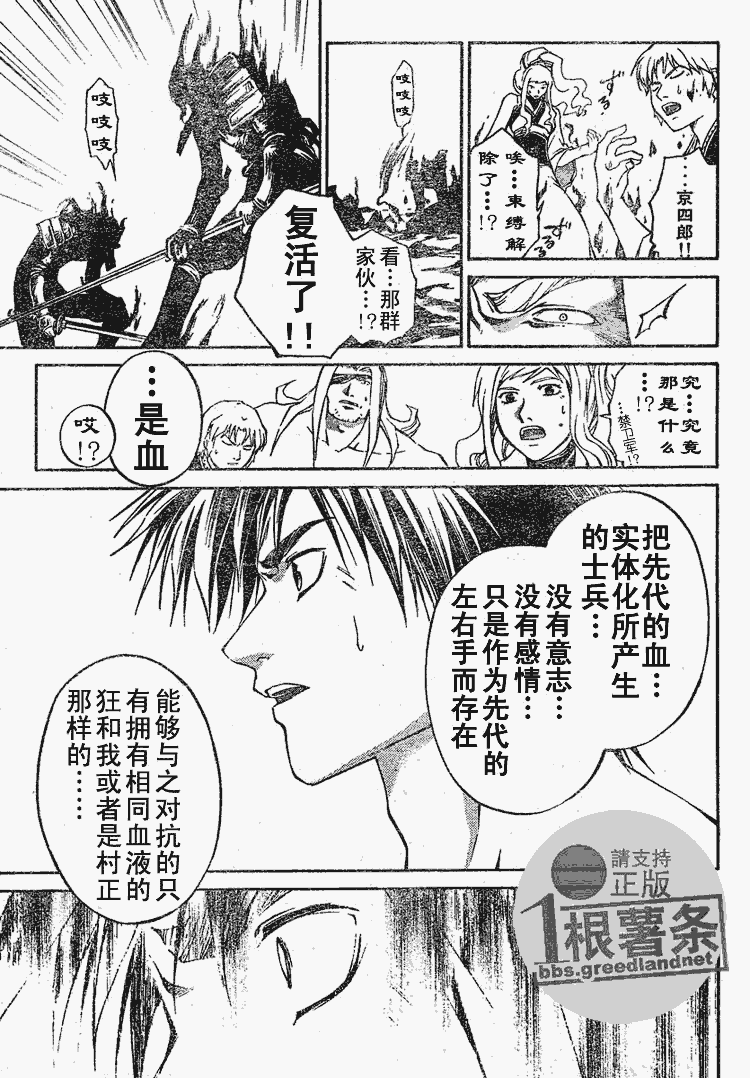 ……京四郎!!
唉…束缚解
除了…!?
ずず
ずず
吱吱吱
看…那群
家伙…!?
吱吱吱
复活了!!
究…究竟
那是什么
…!?
…禁卫军!?
…是血
哎!?
把先代的血…
实体化所产生
的士兵…
没有意志…
没有感情…
只是作为先代的
左右手而存在
能够与之对抗的只
有拥有相同血液的
狂和我或者是村正
那样的……
請支持
正版
1根薯条
bbs.greedland.net